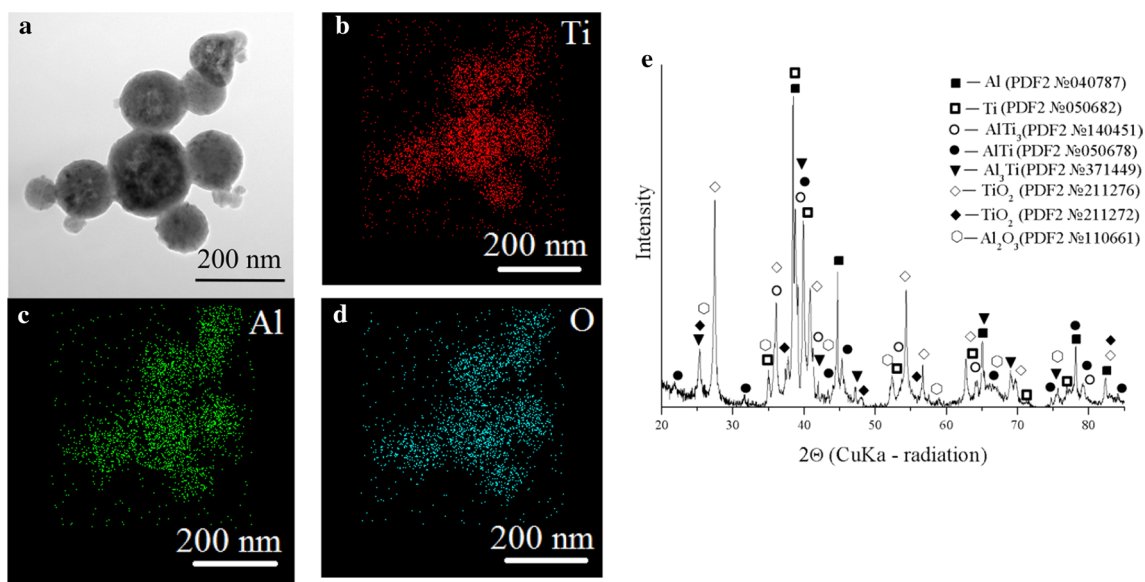 a
200 nm
b
Ti
200 nm
c
Al
200 nm
d
O
200 nm
e
Intensity
— Al (PDF2 №040787)
— Ti (PDF2 №050682)
— AlTi₃(PDF2 №140451)
— AlTi (PDF2 №050678)
— Al₃Ti(PDF2 №371449)
— TiO₂ (PDF2 №211276)
— TiO₂ (PDF2 №211272)
— Al₂O₃(PDF2 №110661)
20 30 40 50 60 70 80
2Θ (CuKa - radiation)